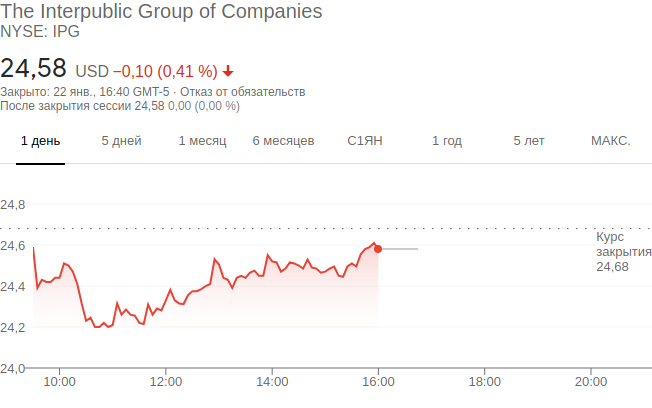 The Interpublic Group of Companies
NYSE: IPG
24,58 USD −0,10 (0,41 %)
Закрыто: 22 янв., 16:40 GMT-5 · Отказ от обязательств
После закрытия сессии 24,58 0,00 (0,00 %)
1 день 5 дней 1 месяц 6 месяцев С1ЯН 1 год 5 лет МАКС.
24,8
24,6
24,4
24,2
24,0
Курс
закрытия
24,68
10:00 12:00 14:00 16:00 18:00 20:00